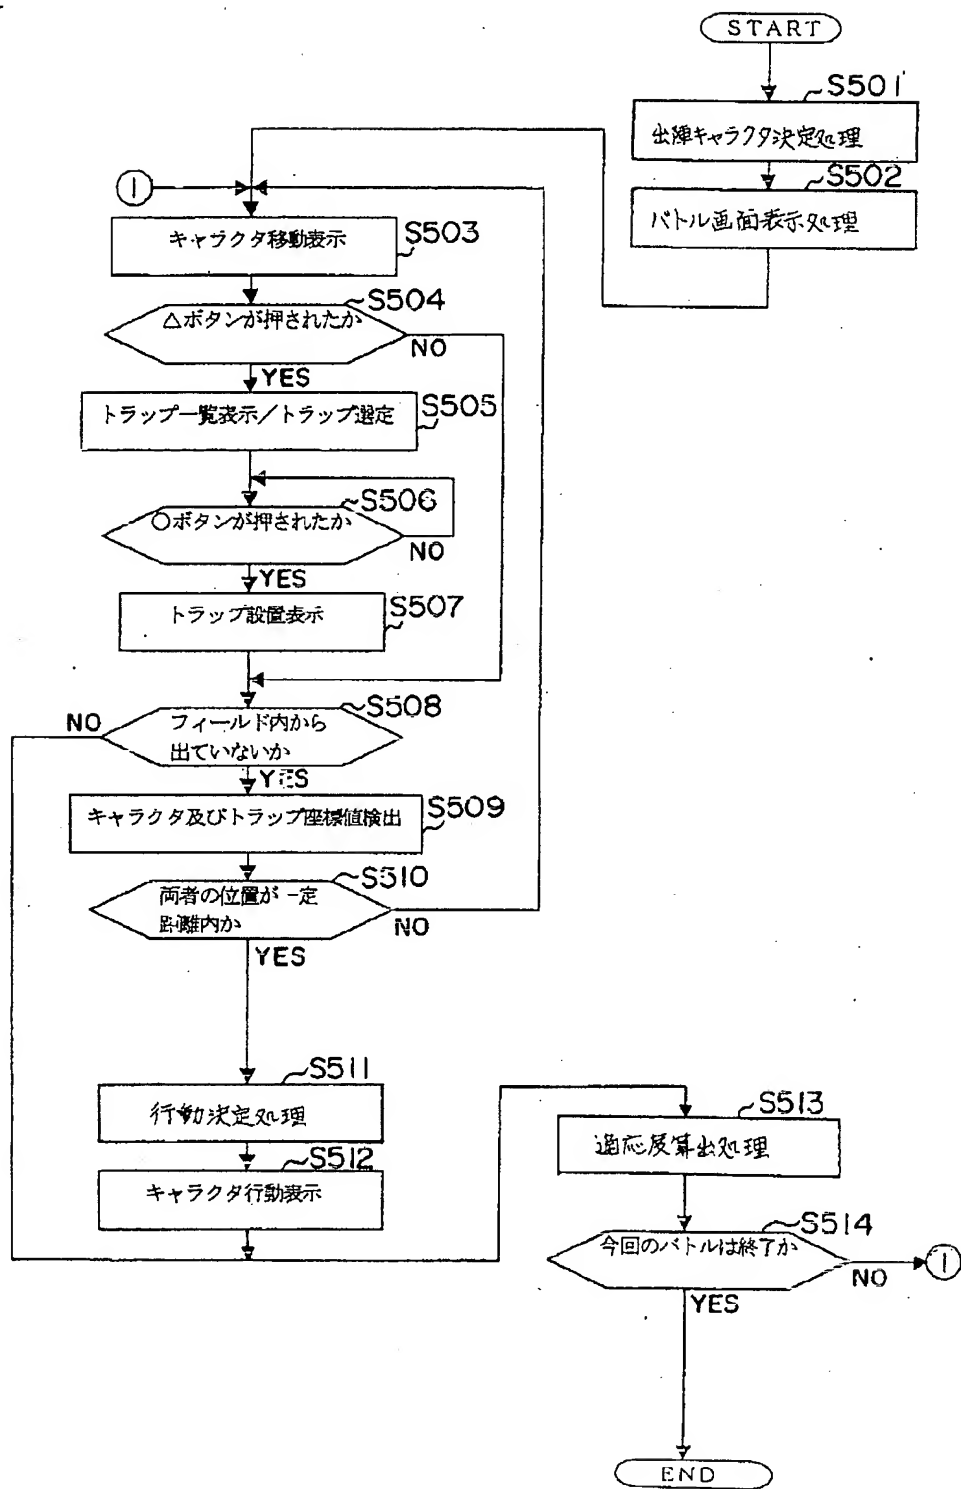 START
S501
出陣キャラクタ決定処理
S502
バトル画面表示処理
①
キャラクタ移動表示
S503
S504
△ボタンが押されたか
NO
YES
トラップ一覧表示/トラップ選定
S505
S506
○ボタンが押されたか
NO
YES
トラップ設置表示
S507
S508
NO
フィールド内から
出ていないか
YES
キャラクタ及びトラップ座標値検出
S509
S510
両者の位置が一定
距離内か
NO
YES
S511
行動決定処理
S512
キャラクタ行動表示
S513
適応度算出処理
S514
今回のバトルは終了か
NO
①
YES
END